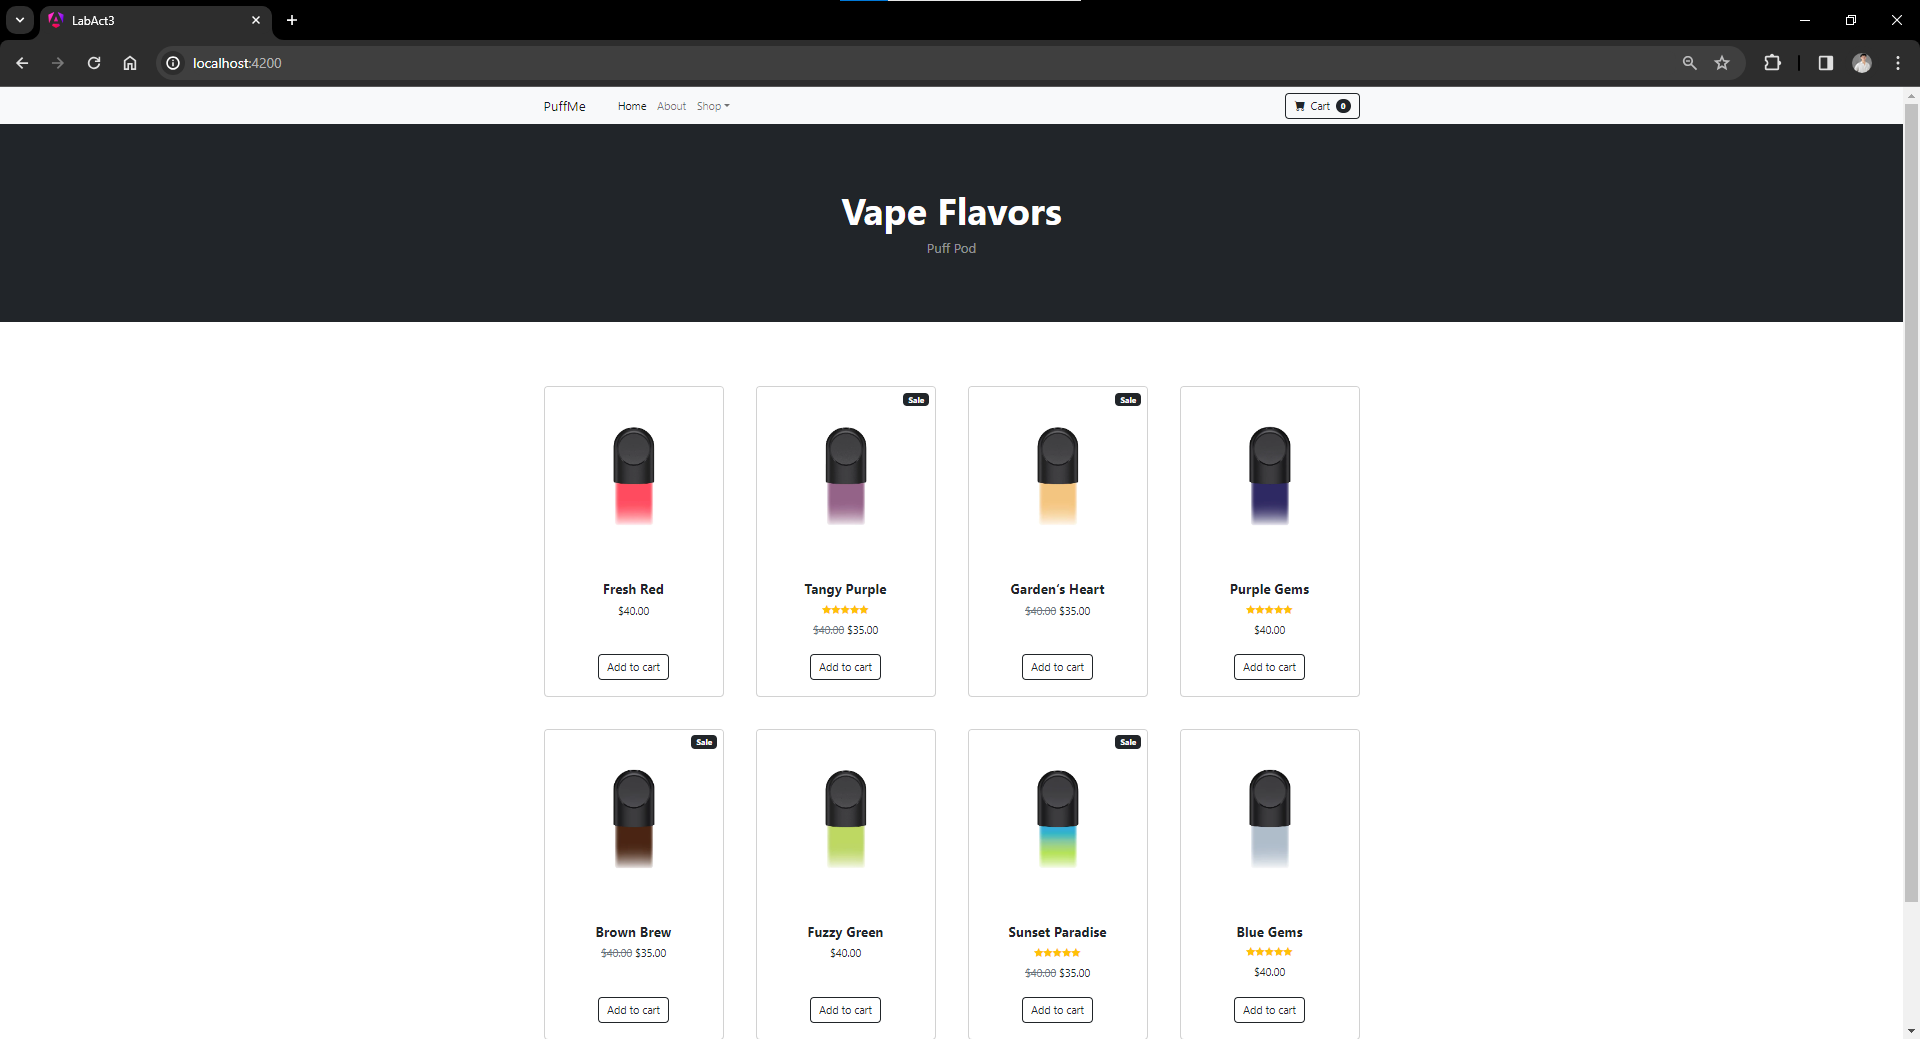 LabAct3
localhost:4200
PuffMe Home About Shop Cart 0
Vape Flavors
Puff Pod
Sale Sale
Fresh Red Tangy Purple Garden's Heart Purple Gems
$40.00 $40.00 $35.00 $40.00 $35.00 $40.00
Add to cart Add to cart Add to cart Add to cart
Sale Sale
Brown Brew Fuzzy Green Sunset Paradise Blue Gems
$40.00 $35.00 $40.00 $40.00 $35.00 $40.00
Add to cart Add to cart Add to cart Add to cart